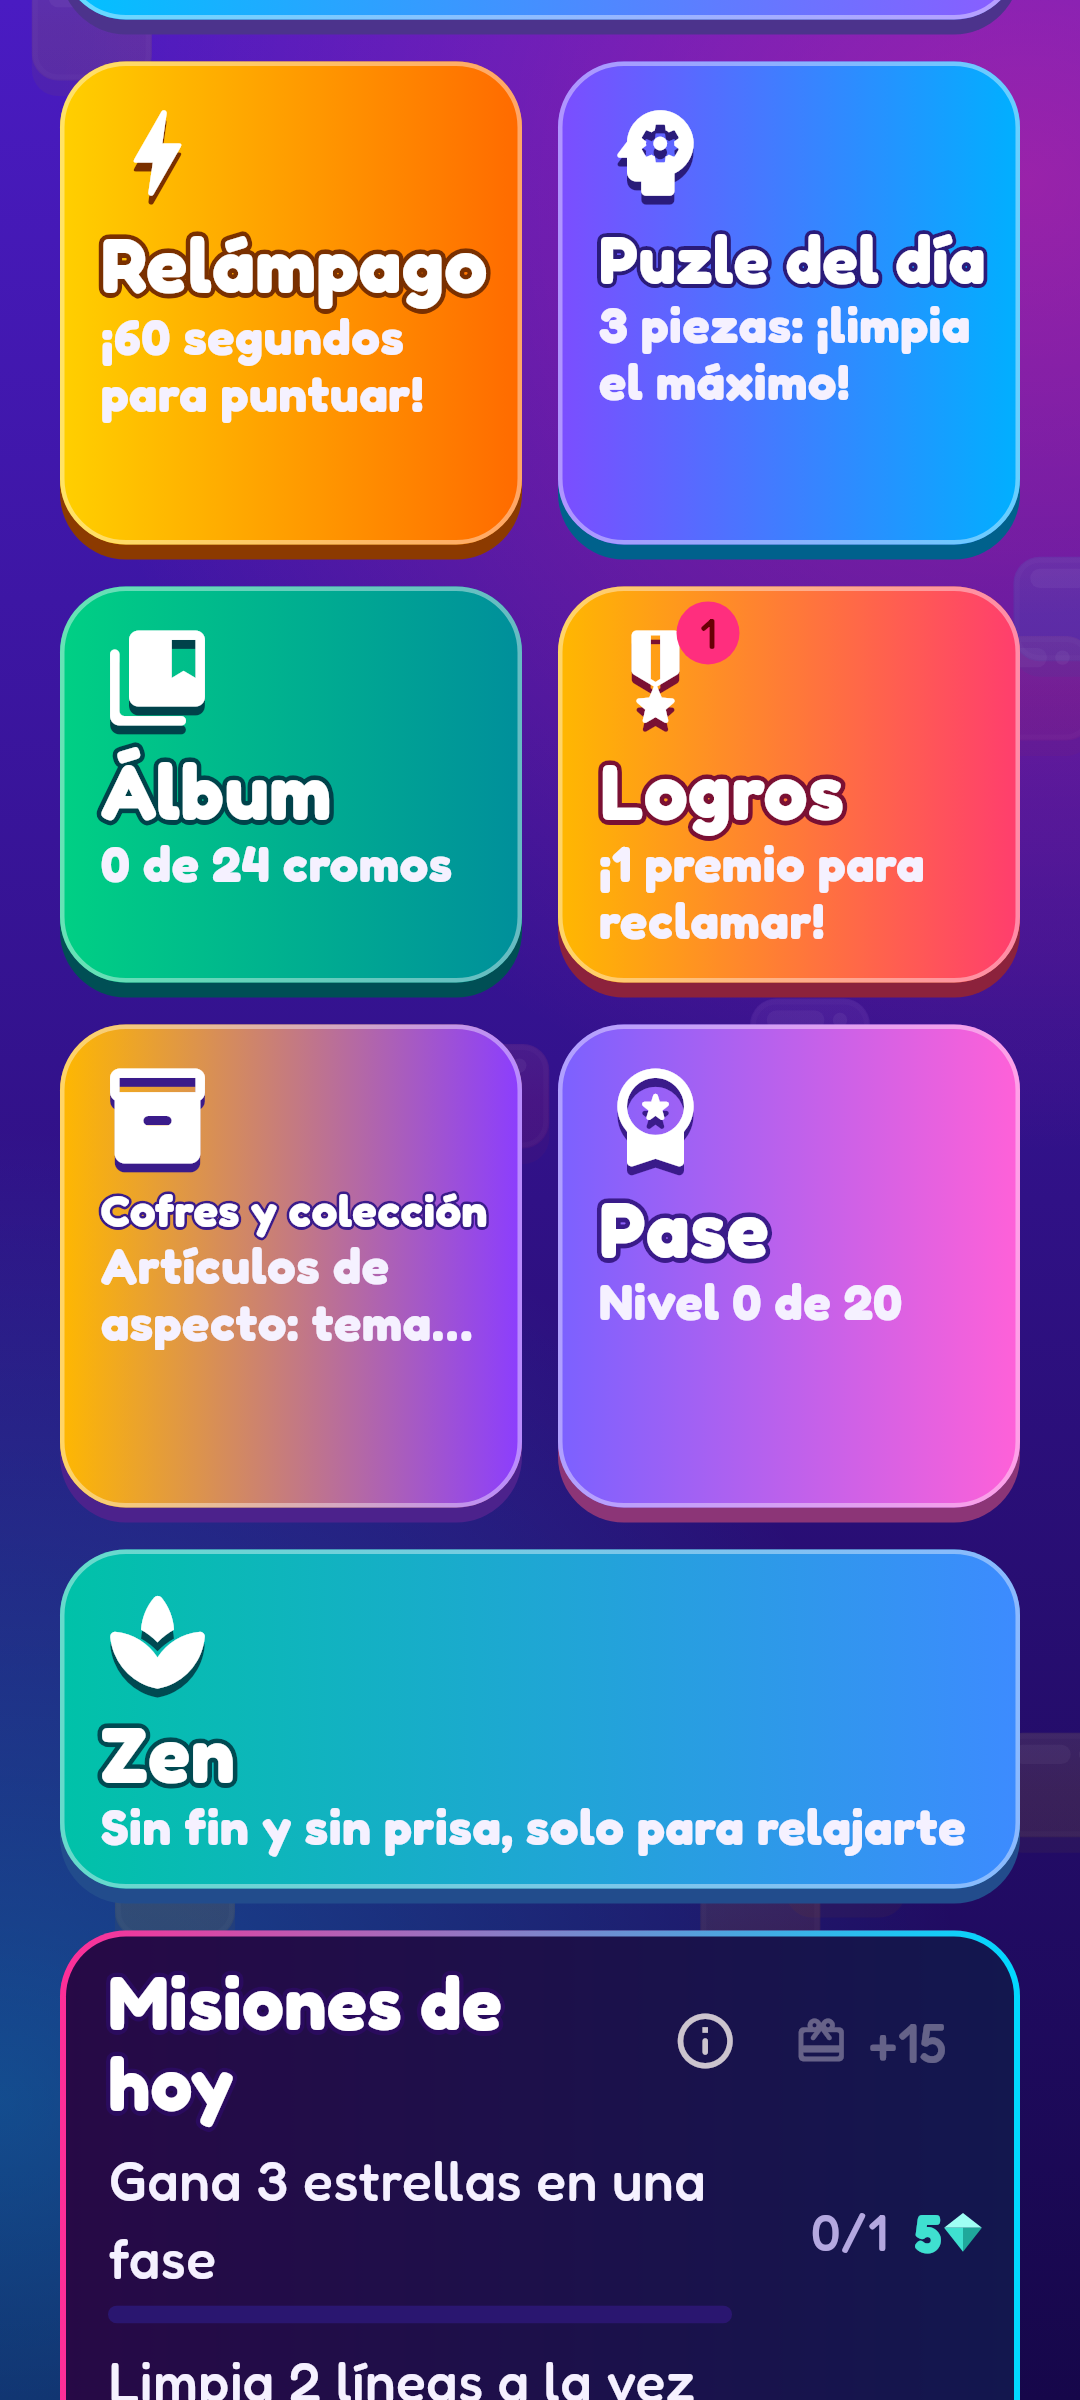 Relámpago
¡60 segundos
para puntuar!
Puzle del día
3 piezas: ¡limpia
el máximo!
Álbum
0 de 24 cromos
1
Logros
¡1 premio para
reclamar!
Cofres y colección
Artículos de
aspecto: tema...
Pase
Nivel 0 de 20
Zen
Sin fin y sin prisa, solo para relajarte
Misiones de
hoy
+15
Gana 3 estrellas en una
fase
0/1 5
Limpia 2 líneas a la vez